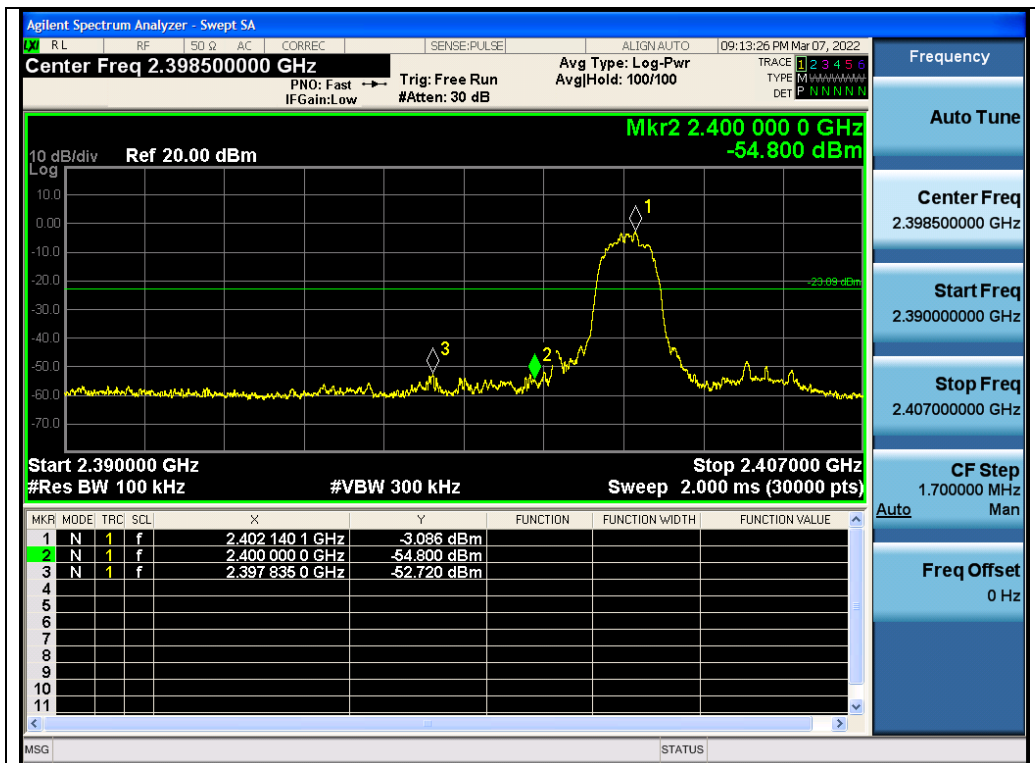 Agilent Spectrum Analyzer - Swept SA
LXI RL RF 50 Ω AC CORREC SENSE:PULSE ALIGN AUTO 09:13:26 PM Mar 07, 2022
Center Freq 2.398500000 GHz
PNO: Fast
IFGain:Low
Trig: Free Run
#Atten: 30 dB
Avg Type: Log-Pwr
Avg|Hold: 100/100
TRACE 1 2 3 4 5 6
TYPE M
DET P N N N N N
Mkr2 2.400 000 0 GHz
-54.800 dBm
10 dB/div Ref 20.00 dBm
Log
10.0
0.00
-10.0
-20.0
-30.0
-40.0
-50.0
-60.0
-70.0
1
-23.09 dBm
3
2
Start 2.390000 GHz Stop 2.407000 GHz
#Res BW 100 kHz #VBW 300 kHz Sweep 2.000 ms (30000 pts)
MKR MODE TRC SCL X Y FUNCTION FUNCTION WIDTH FUNCTION VALUE
1 N 1 f 2.402 140 1 GHz -3.086 dBm
2 N 1 f 2.400 000 0 GHz -54.800 dBm
3 N 1 f 2.397 835 0 GHz -52.720 dBm
4
5
6
7
8
9
10
11
MSG STATUS
Frequency
Auto Tune
Center Freq
2.398500000 GHz
Start Freq
2.390000000 GHz
Stop Freq
2.407000000 GHz
CF Step
1.700000 MHz
Auto Man
Freq Offset
0 Hz